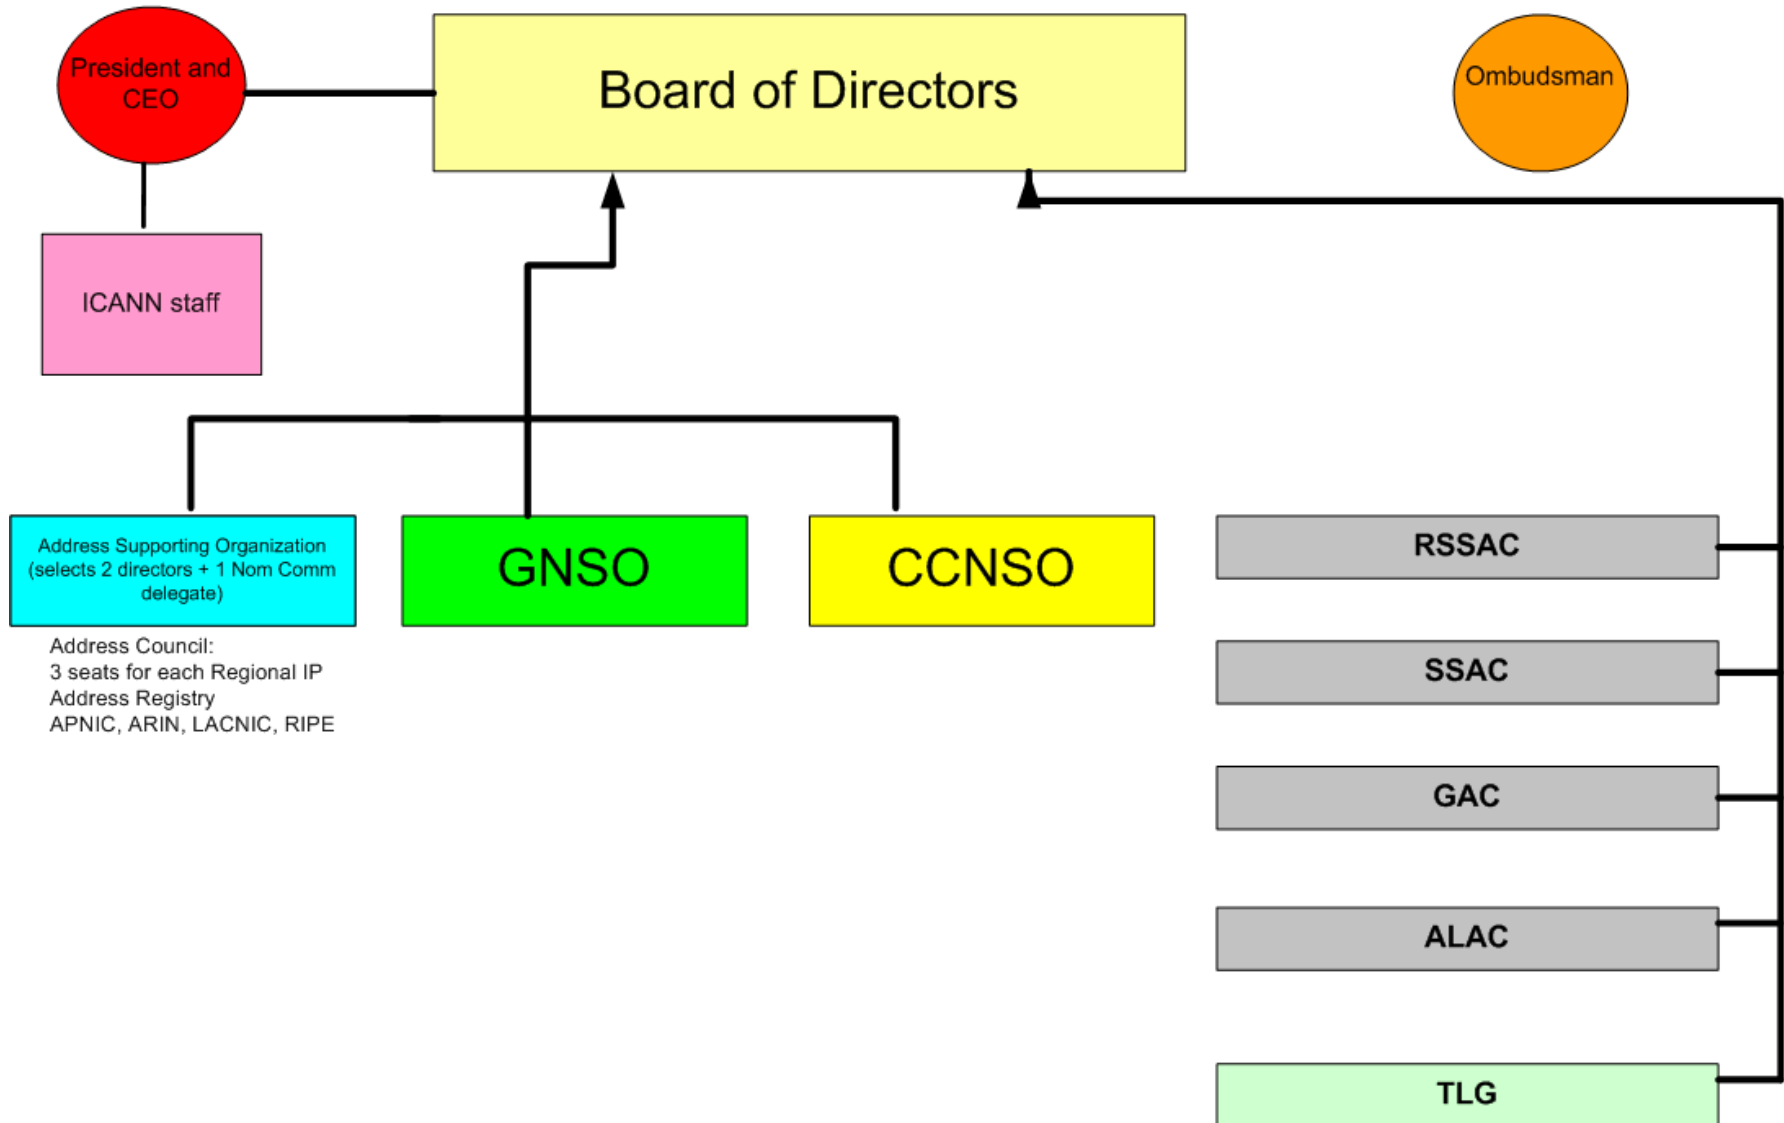 President and
CEO
Board of Directors
Ombudsman
ICANN staff
Address Supporting Organization
(selects 2 directors + 1 Nom Comm
delegate)
GNSO
CCNSO
RSSAC
Address Council:
3 seats for each Regional IP
Address Registry
APNIC, ARIN, LACNIC, RIPE
SSAC
GAC
ALAC
TLG